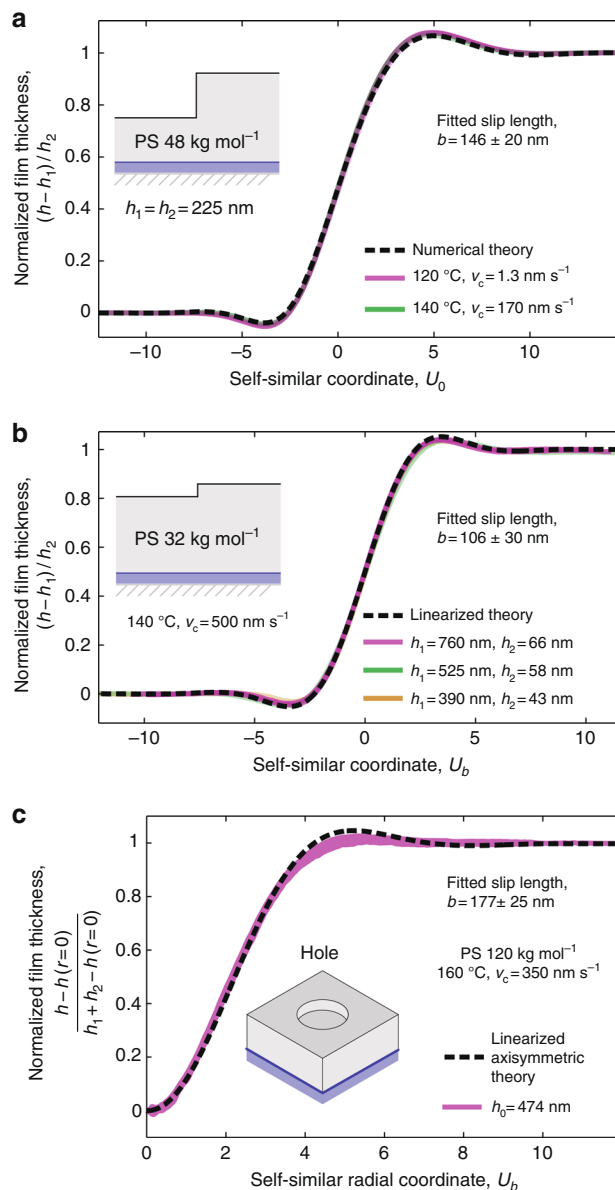 a
Normalized film thickness,
(h–h₁)/h₂
1
0.8
0.6
0.4
0.2
0
PS 48 kg mol⁻¹
h₁ = h₂ = 225 nm
Fitted slip length,
b = 146 ± 20 nm
Numerical theory
120 °C, v_c = 1.3 nm s⁻¹
140 °C, v_c = 170 nm s⁻¹
–10 –5 0 5 10
Self-similar coordinate, U₀
b
Normalized film thickness,
(h–h₁)/h₂
1
0.8
0.6
0.4
0.2
0
PS 32 kg mol⁻¹
140 °C, v_c = 500 nm s⁻¹
Fitted slip length,
b = 106 ± 30 nm
Linearized theory
h₁ = 760 nm, h₂ = 66 nm
h₁ = 525 nm, h₂ = 58 nm
h₁ = 390 nm, h₂ = 43 nm
–10 –5 0 5 10
Self-similar coordinate, U_b
c
Normalized film thickness,
h – h (r=0)
h₁ + h₂ – h (r=0)
1
0.8
0.6
0.4
0.2
0
Hole
Fitted slip length,
b = 177± 25 nm
PS 120 kg mol⁻¹
160 °C, v_c = 350 nm s⁻¹
Linearized
axisymmetric
theory
h₀ = 474 nm
0 2 4 6 8 10
Self-similar radial coordinate, U_b